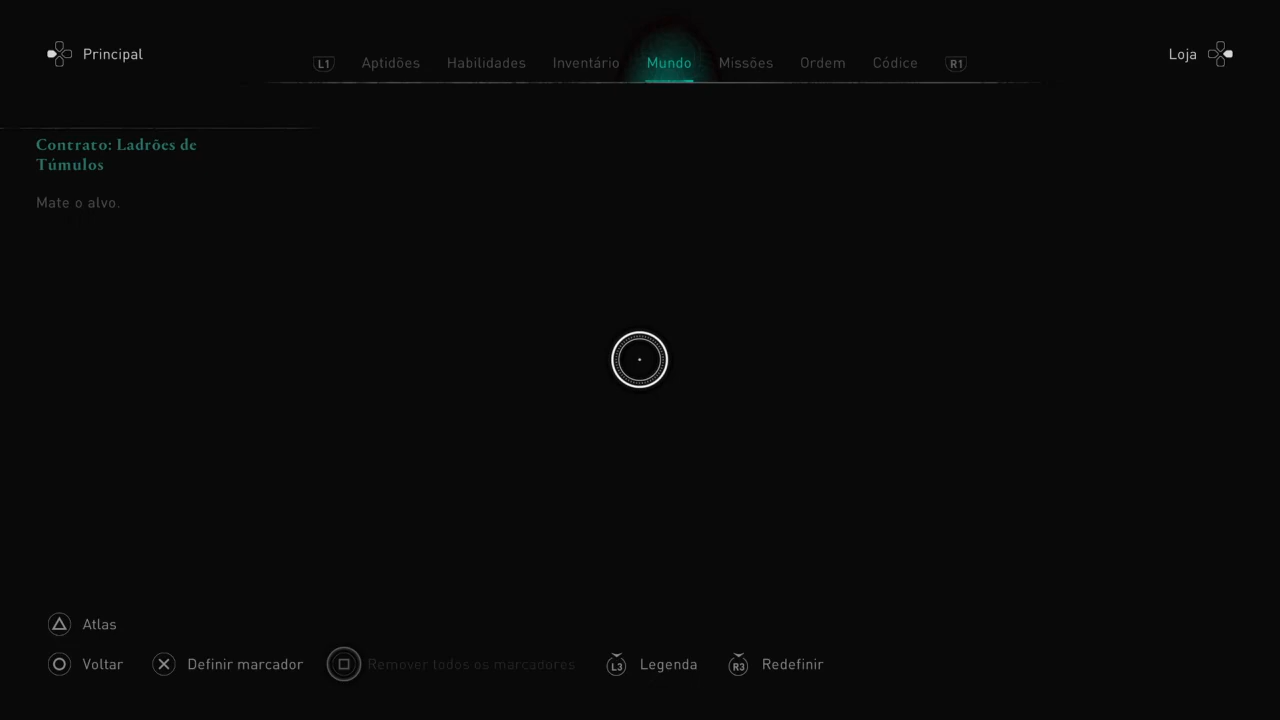 Principal
L1 Aptidões Habilidades Inventário Mundo Missões Ordem Códice R1
Loja
Contrato: Ladrões de
Túmulos
Mate o alvo.
Atlas
Voltar Definir marcador Remover todos os marcadores L3 Legenda R3 Redefinir